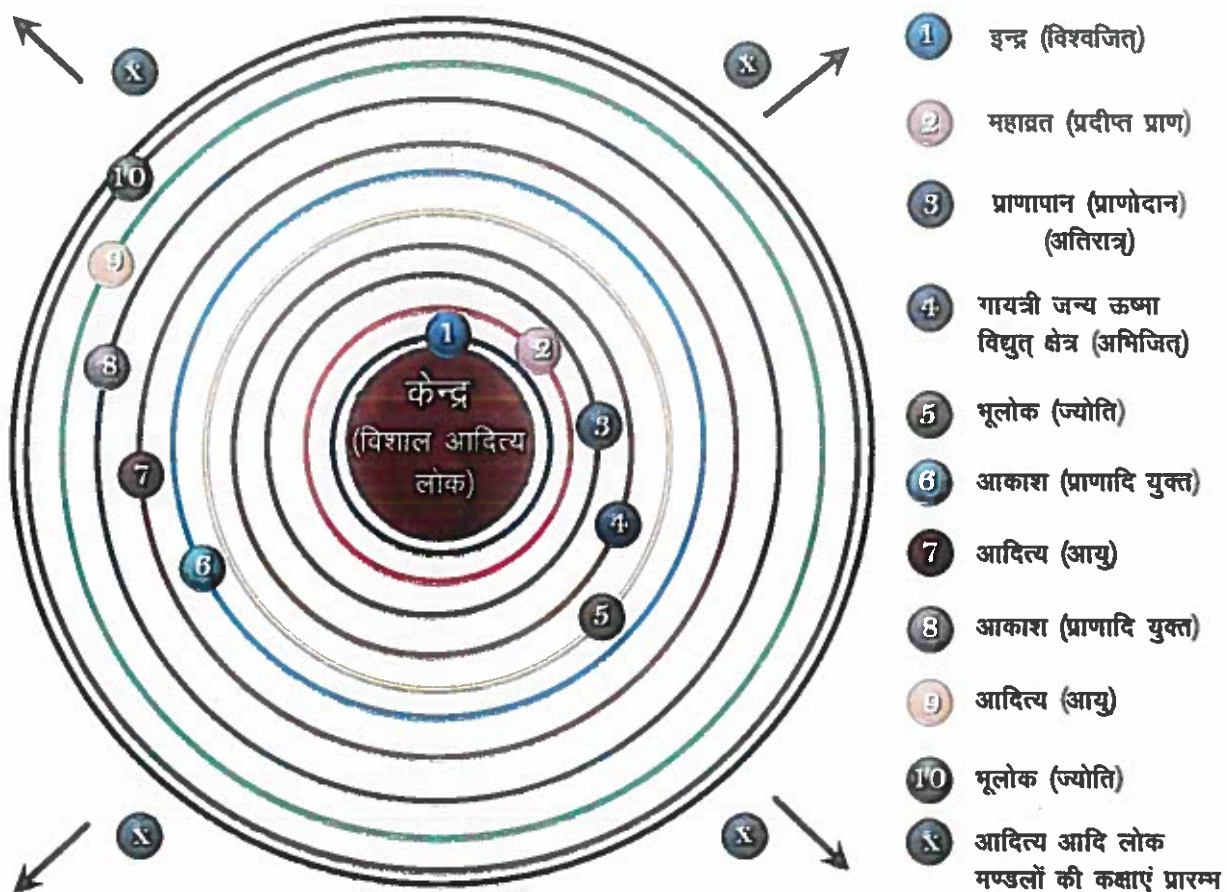 X
X
10
9
8
1
2
केन्द्र
(विशाल आदित्य
लोक)
3
7
4
6
5
X
X
1 इन्द्र (विश्वजित्)
2 महाव्रत (प्रदीप्त प्राण)
3 प्राणापान (प्राणोदान)
(अतिरात्र)
4 गायत्री जन्य ऊष्मा
विद्युत् क्षेत्र (अभिजित्)
5 भूलोक (ज्योति)
6 आकाश (प्राणादि युक्त)
7 आदित्य (आयु)
8 आकाश (प्राणादि युक्त)
9 आदित्य (आयु)
10 भूलोक (ज्योति)
X आदित्य आदि लोक
मण्डलों की कक्षाएं प्रारम्भ